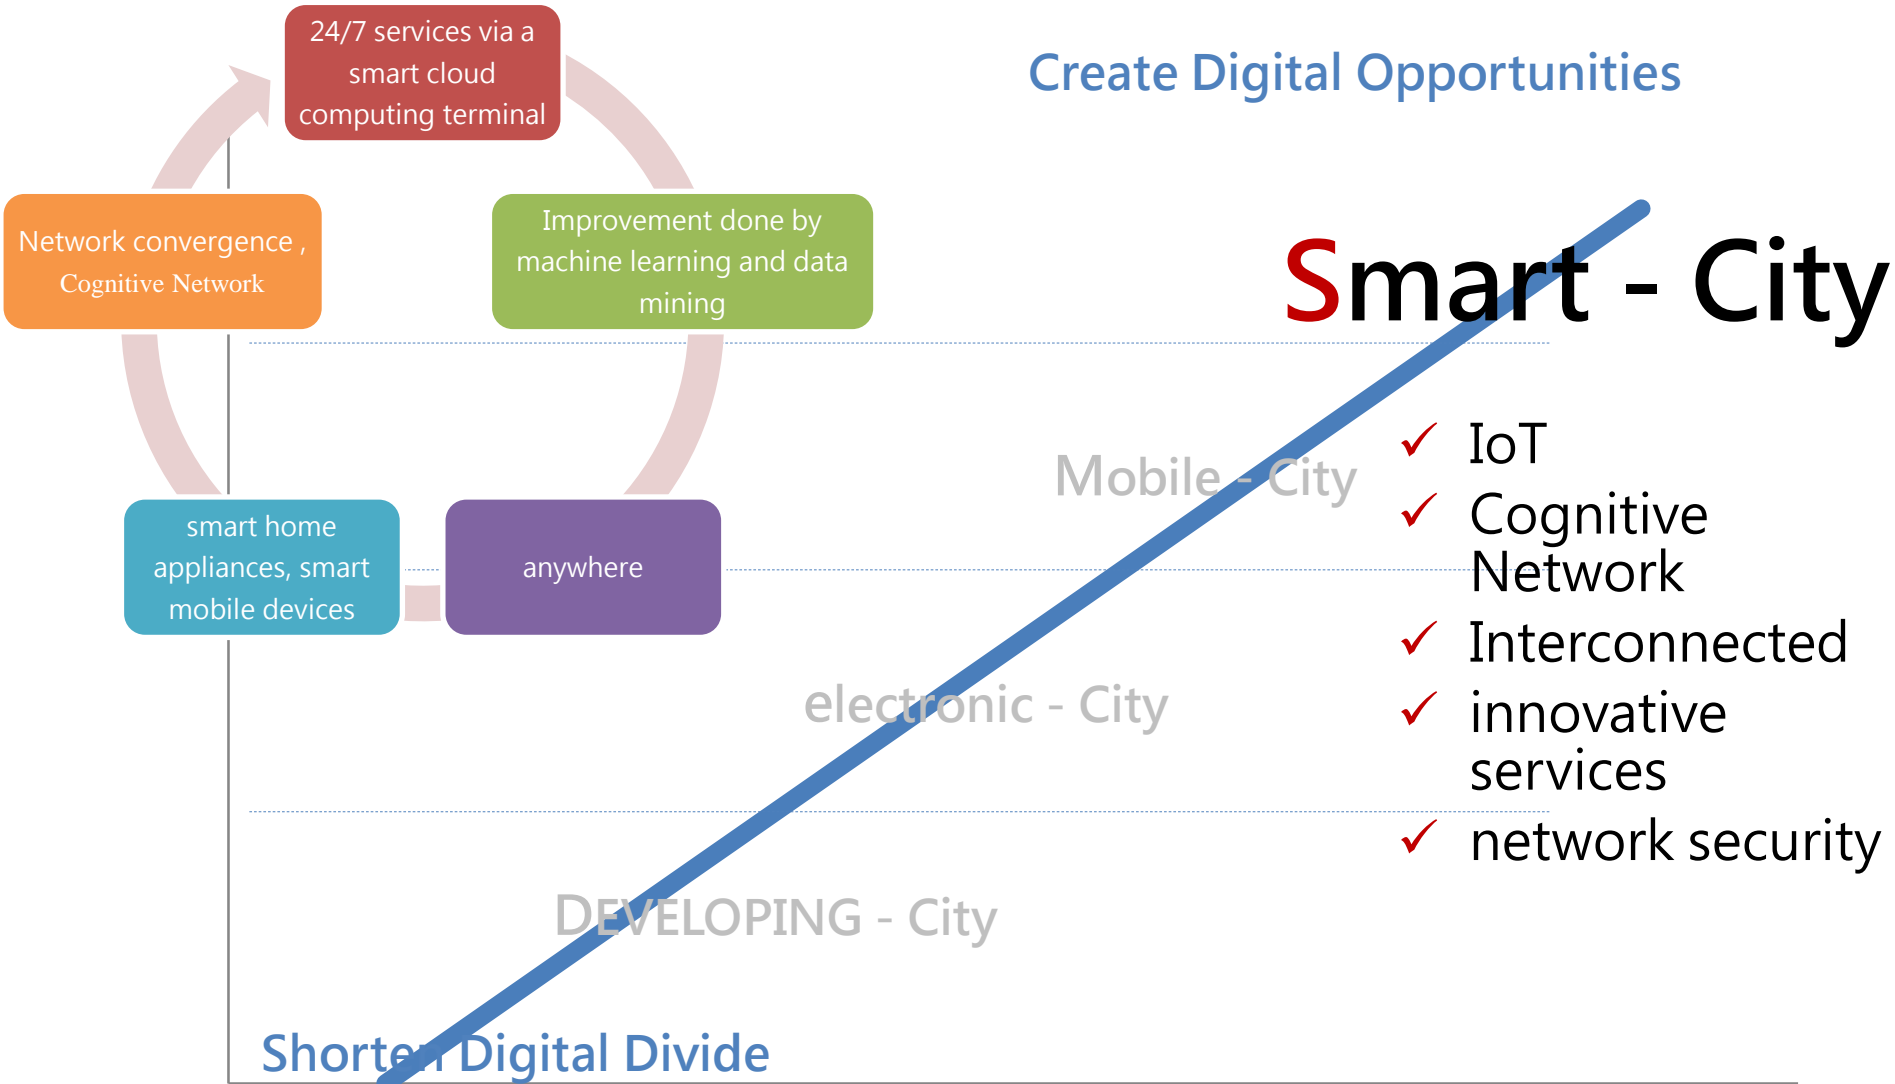 24/7 services via a
smart cloud
computing terminal
Create Digital Opportunities
Network convergence ,
Cognitive Network
Improvement done by
machine learning and data
mining
Smart - City
smart home
appliances, smart
mobile devices
anywhere
Mobile - City
electronic - City
DEVELOPING - City
✓ IoT
✓ Cognitive
Network
✓ Interconnected
✓ innovative
services
✓ network security
Shorten Digital Divide